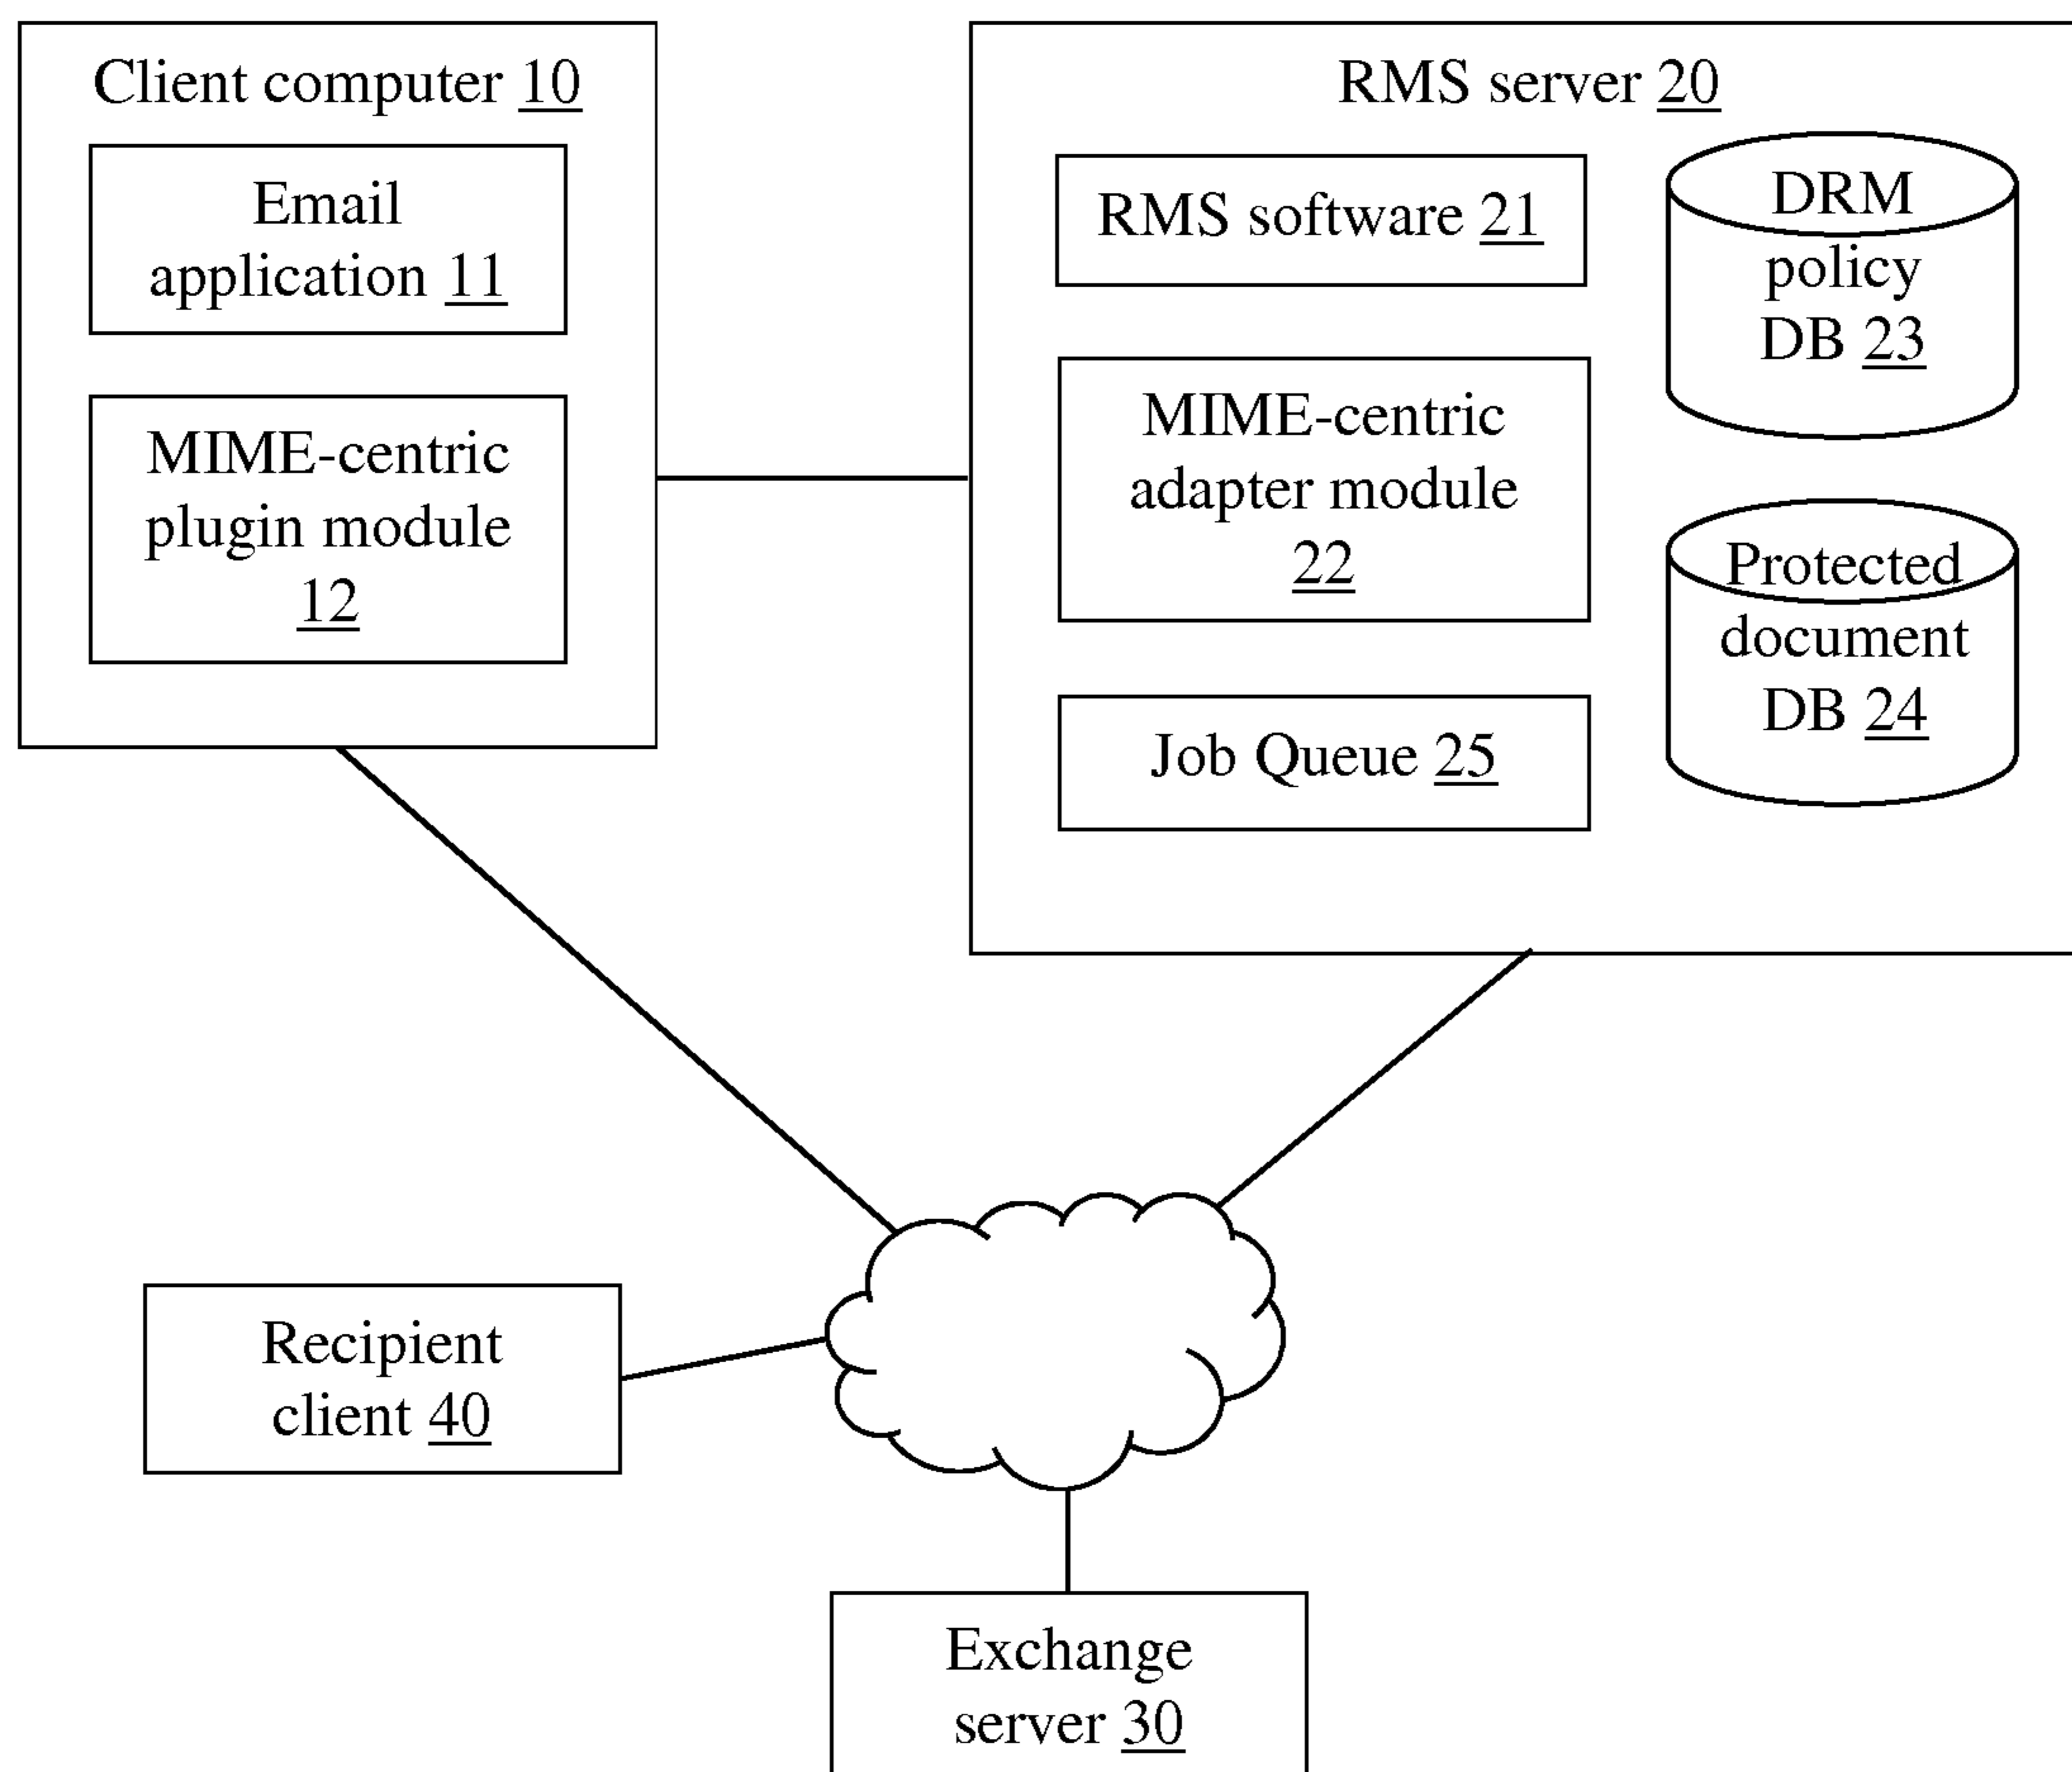 Client computer 10
Email
application 11
MIME-centric
plugin module
12
RMS server 20
RMS software 21
MIME-centric
adapter module
22
Job Queue 25
DRM
policy
DB 23
Protected
document
DB 24
Recipient
client 40
Exchange
server 30